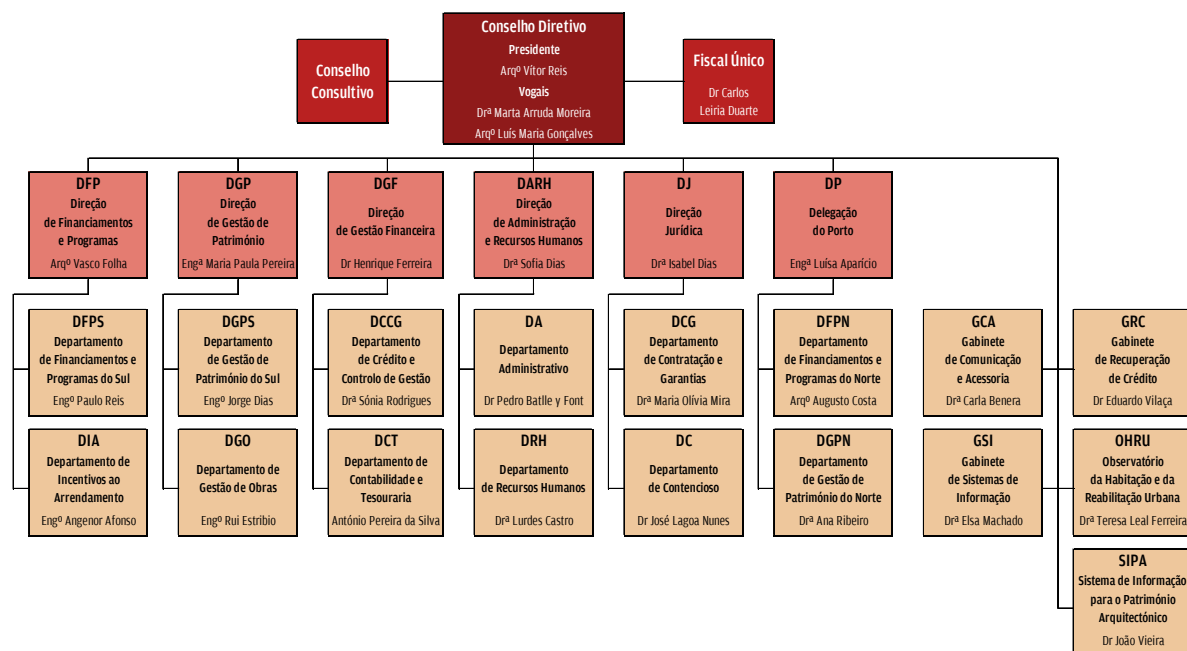 Conselho
Consultivo
Conselho Diretivo
Presidente
Arqº Vítor Reis
Vogais
Drª Marta Arruda Moreira
Arqº Luís Maria Gonçalves
Fiscal Único
Dr Carlos
Leiria Duarte
DFP
Direção
de Financiamentos
e Programas
Arqº Vasco Folha
DGP
Direção
de Gestão de
Património
Engª Maria Paula Pereira
DGF
Direção
de Gestão Financeira
Dr Henrique Ferreira
DARH
Direção
de Administração
e Recursos Humanos
Drª Sofia Dias
DJ
Direção
Jurídica
Drª Isabel Dias
DP
Delegação
do Porto
Engª Luísa Aparício
DFPS
Departamento
de Financiamentos e
Programas do Sul
Engº Paulo Reis
DGPS
Departamento
de Gestão de
Património do Sul
Engº Jorge Dias
DCCG
Departamento
de Crédito e
Controlo de Gestão
Drª Sónia Rodrigues
DA
Departamento
Administrativo
Dr Pedro Batlle y Font
DCG
Departamento
de Contratação e
Garantias
Drª Maria Olívia Mira
DFPN
Departamento
de Financiamentos e
Programas do Norte
Arqº Augusto Costa
GCA
Gabinete
de Comunicação
e Acessoria
Drª Carla Benera
GRC
Gabinete
de Recuperação
de Crédito
Dr Eduardo Vilaça
DIA
Departamento de
Incentivos ao
Arrendamento
Engº Angenor Afonso
DGO
Departamento de
Gestão de Obras
Engº Rui Estribio
DCT
Departamento de
Contabilidade e
Tesouraria
António Pereira da Silva
DRH
Departamento
de Recursos Humanos
Drª Lurdes Castro
DC
Departamento
de Contencioso
Dr José Lagoa Nunes
DGPN
Departamento
de Gestão de
Património do Norte
Drª Ana Ribeiro
GSI
Gabinete
de Sistemas de
Informação
Drª Elsa Machado
OHRU
Observatório
da Habitação e da
Reabilitação Urbana
Drª Teresa Leal Ferreira
SIPA
Sistema de Informação
para o Património
Arquitectónico
Dr João Vieira